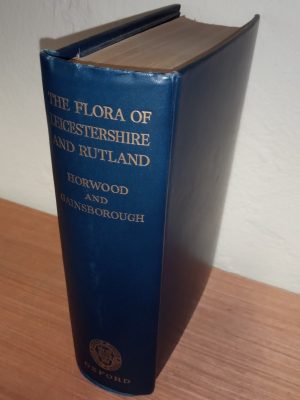 THE FLORA OF
LEICESTERSHIRE
AND RUTLAND
HORWOOD
AND
GAINSBOROUGH
OXFORD